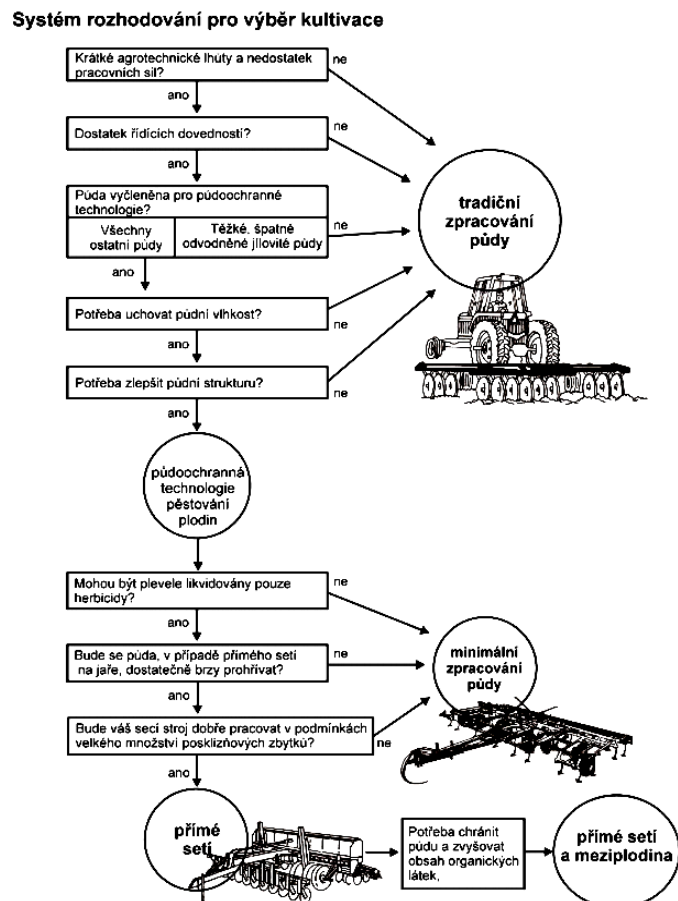 Systém rozhodování pro výběr kultivace
Krátké agrotechnické lhůty a nedostatek
pracovních sil?
ne
ano
Dostatek řídících dovedností?
ne
ano
Půda vyčleněna pro půdoochranné
technologie?
Všechny
ostatní půdy
Těžké. špatně
odvodněné jílovité půdy
ne
ano
tradiční
zpracování
půdy
Potřeba uchovat půdní vlhkost?
ne
ano
Potřeba zlepšit půdní strukturu?
ne
ano
půdoochranná
technologie
pěstování
plodin
Mohou být plevele likvidovány pouze
herbicidy?
ne
ano
Bude se půda, v případě přímého setí
na jaře, dostatečně brzy prohřívat?
ne
ano
minimální
zpracování
půdy
Bude váš secí stroj dobře pracovat v podmínkách
velkého množství posklizňových zbytků?
ne
ano
přímé
setí
Potřeba chránit
půdu a zvyšovat
obsah organických
látek,
přímé setí
a meziplodina